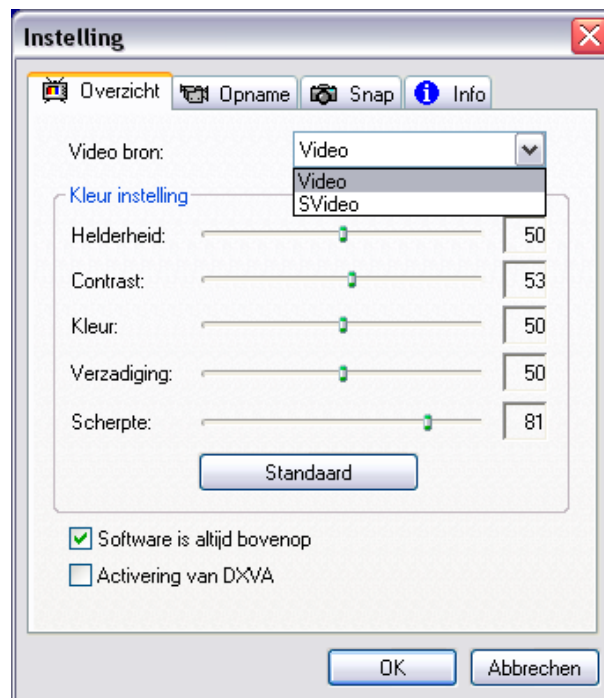 Instelling
Overzicht Opname Snap Info
Video bron: Video
Video
SVideo
Kleur instelling
Helderheid: 50
Contrast: 53
Kleur: 50
Verzadiging: 50
Scherpte: 81
Standaard
Software is altijd bovenop
Activering van DXVA
OK Abbrechen